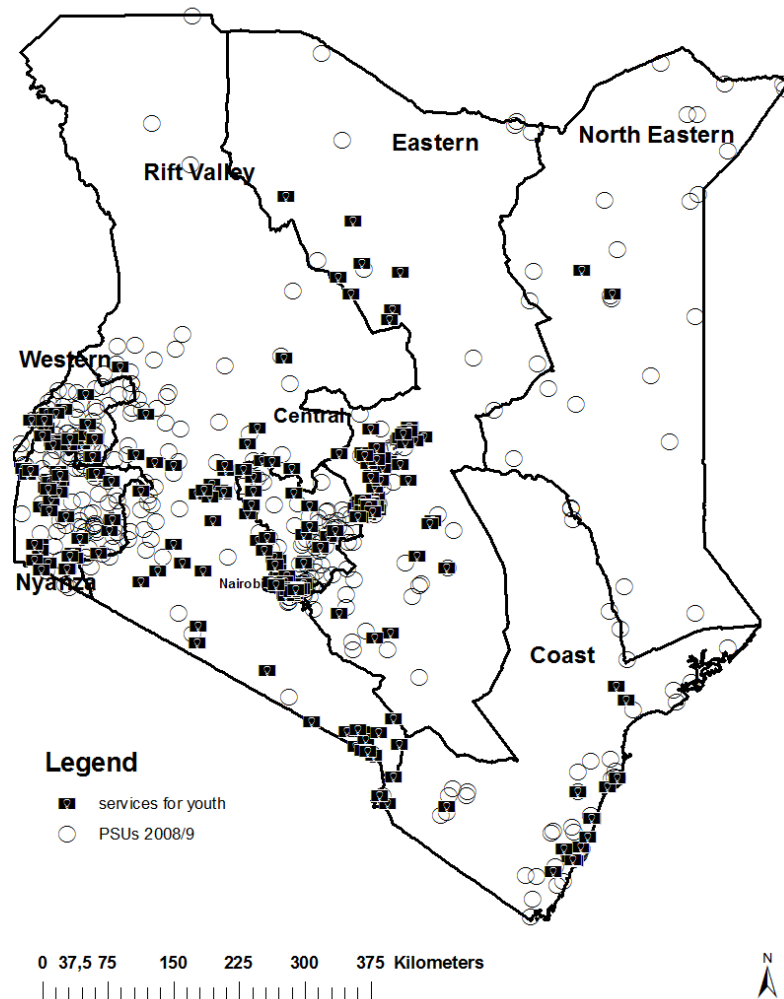 Eastern
North Eastern
Rift Valley
Western
Central
Nyanza
Nairobi
Coast
Legend
services for youth
PSUs 2008/9
0 37,5 75 150 225 300 375 Kilometers
N